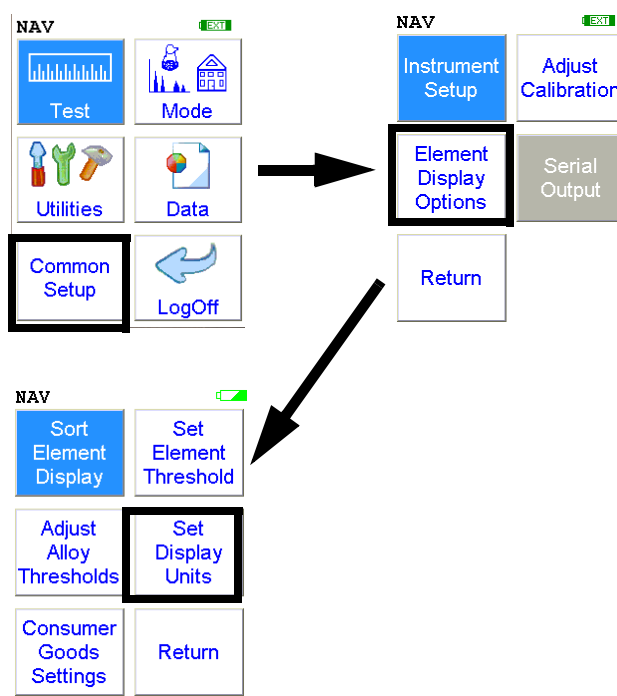 NAV
EXT
Test
Mode
Utilities
Data
Common
Setup
LogOff
NAV
EXT
Instrument
Setup
Adjust
Calibration
Element
Display
Options
Serial
Output
Return
NAV
Sort
Element
Display
Set
Element
Threshold
Adjust
Alloy
Thresholds
Set
Display
Units
Consumer
Goods
Settings
Return